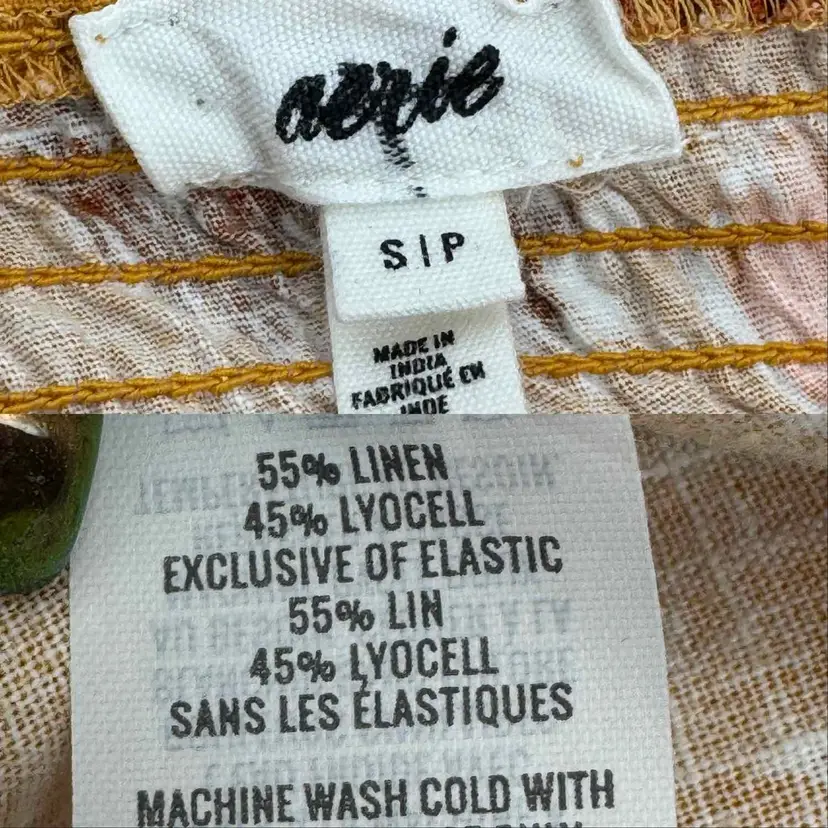 aerie
S|P
MADE IN
INDIA
FABRIQUÉ EN
INDE
55% LINEN
45% LYOCELL
EXCLUSIVE OF ELASTIC
55% LIN
45% LYOCELL
SANS LES ÉLASTIQUES
MACHINE WASH COLD WITH